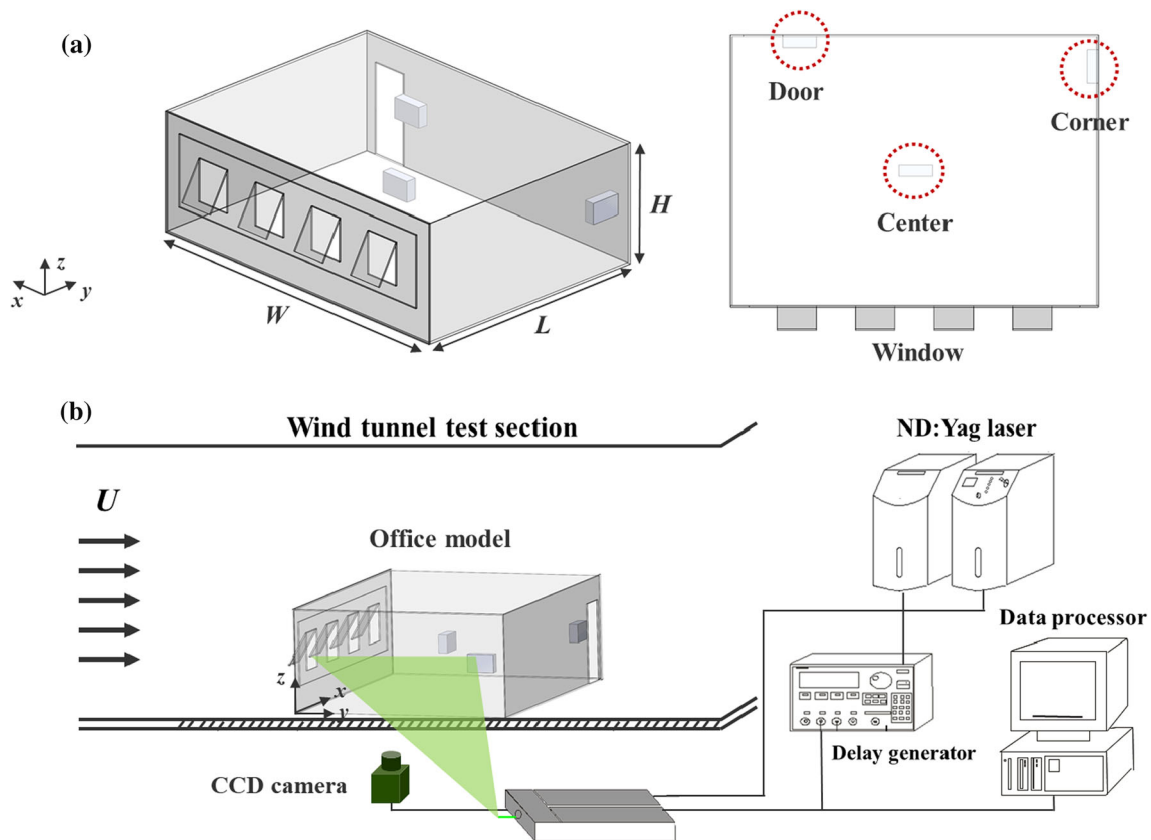 (a)
Door
Corner
Center
H
z
x
y
W
L
Window
(b)
Wind tunnel test section
ND:Yag laser
U
Office model
Data processor
z
x
y
Delay generator
CCD camera